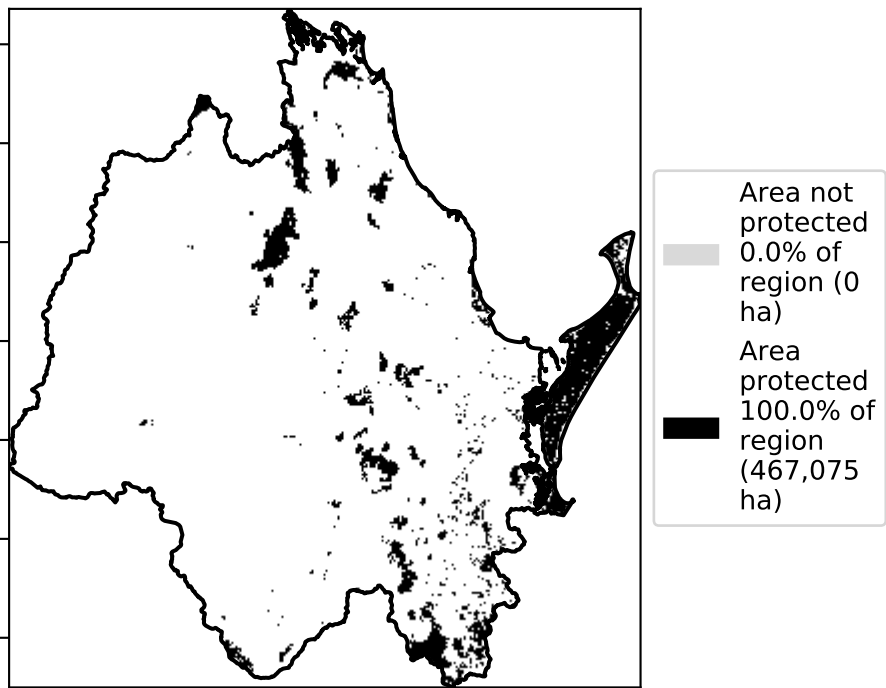 Area not
protected
0.0% of
region (0
ha)
Area
protected
100.0% of
region
(467,075
ha)